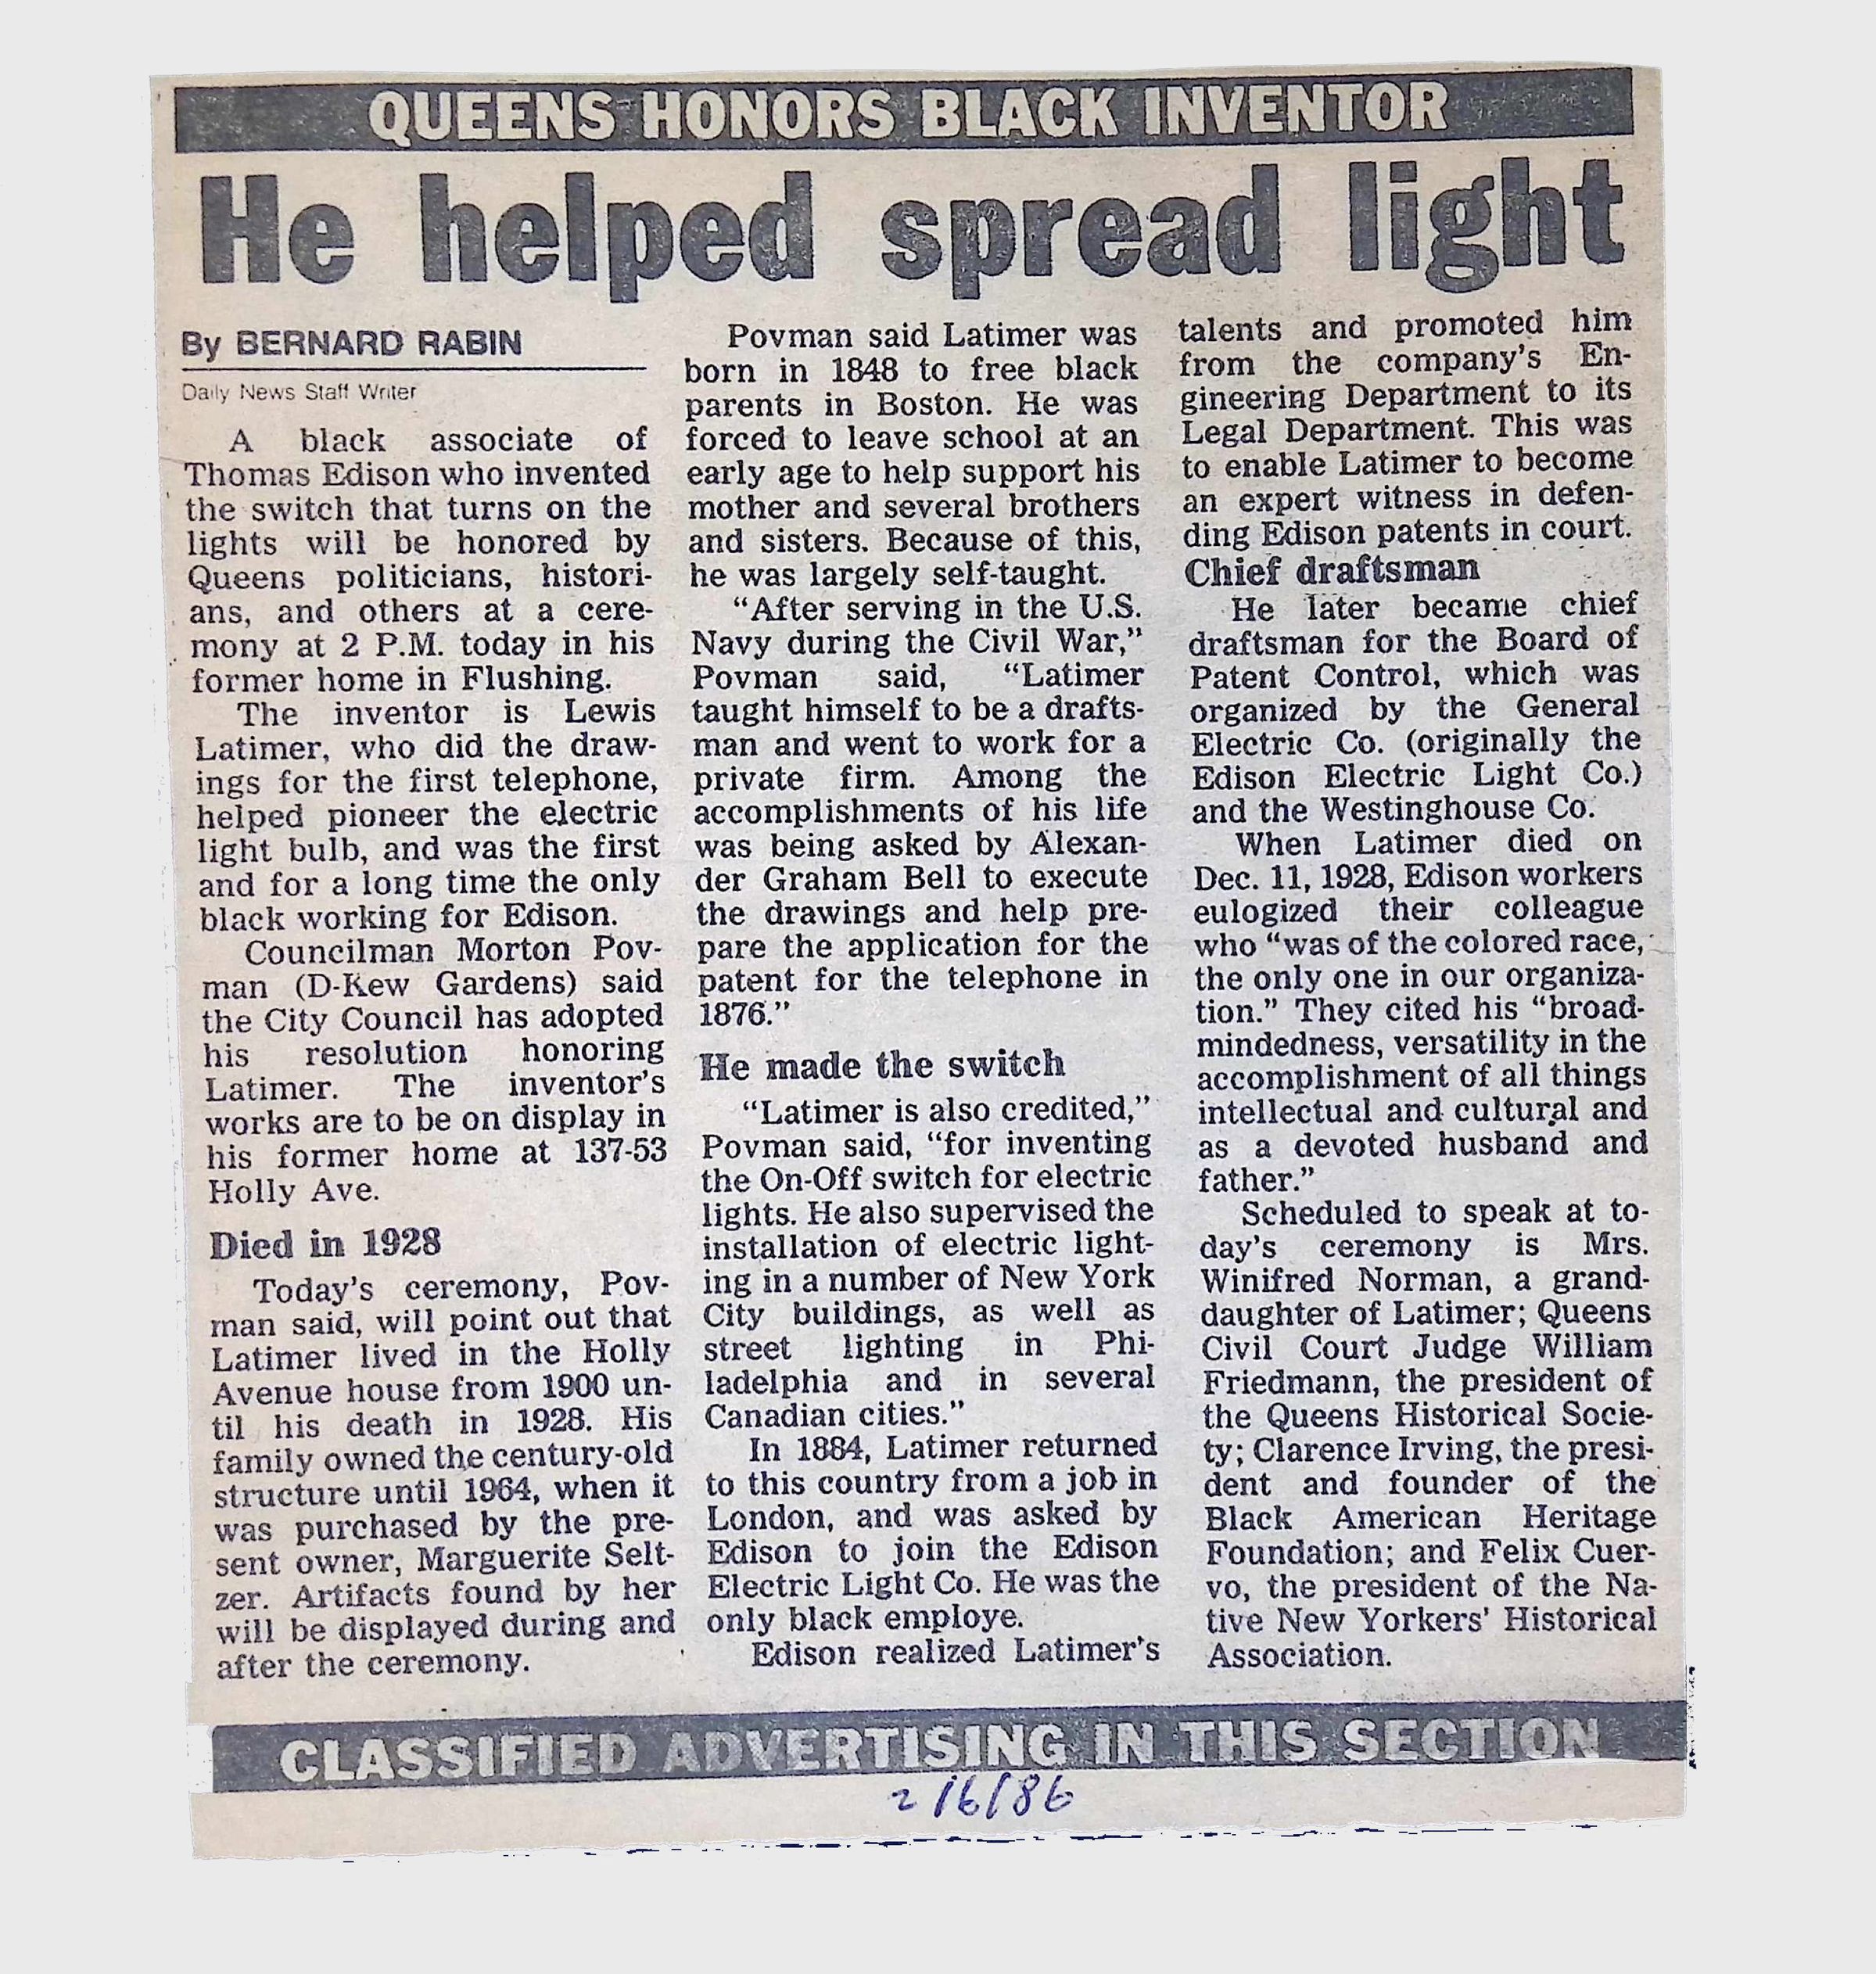 QUEENS HONORS BLACK INVENTOR
He helped spread light
By BERNARD RABIN
Daily News Staff Writer
A black associate of
Thomas Edison who invented
the switch that turns on the
lights will be honored by
Queens politicians, histori-
ans, and others at a cere-
mony at 2 P.M. today in his
former home in Flushing.
The inventor is Lewis
Latimer, who did the draw-
ings for the first telephone,
helped pioneer the electric
light bulb, and was the first
and for a long time the only
black working for Edison.
Councilman Morton Pov-
man (D-Kew Gardens) said
the City Council has adopted
his resolution honoring
Latimer. The inventor's
works are to be on display in
his former home at 137-53
Holly Ave.
Died in 1928
Today's ceremony, Pov-
man said, will point out that
Latimer lived in the Holly
Avenue house from 1900 un-
til his death in 1928. His
family owned the century-old
structure until 1964, when it
was purchased by the pre-
sent owner, Marguerite Selt-
zer. Artifacts found by her
will be displayed during and
after the ceremony.
Povman said Latimer was
born in 1848 to free black
parents in Boston. He was
forced to leave school at an
early age to help support his
mother and several brothers
and sisters. Because of this,
he was largely self-taught.
“After serving in the U.S.
Navy during the Civil War,”
Povman said, “Latimer
taught himself to be a drafts-
man and went to work for a
private firm. Among the
accomplishments of his life
was being asked by Alexan-
der Graham Bell to execute
the drawings and help pre-
pare the application for the
patent for the telephone in
1876.”
He made the switch
“Latimer is also credited,”
Povman said, “for inventing
the On-Off switch for electric
lights. He also supervised the
installation of electric light-
ing in a number of New York
City buildings, as well as
street lighting in Phi-
ladelphia and in several
Canadian cities.”
In 1884, Latimer returned
to this country from a job in
London, and was asked by
Edison to join the Edison
Electric Light Co. He was the
only black employe.
Edison realized Latimer's
talents and promoted him
from the company's En-
gineering Department to its
Legal Department. This was
to enable Latimer to become
an expert witness in defen-
ding Edison patents in court.
Chief draftsman
He later became chief
draftsman for the Board of
Patent Control, which was
organized by the General
Electric Co. (originally the
Edison Electric Light Co.)
and the Westinghouse Co.
When Latimer died on
Dec. 11, 1928, Edison workers
eulogized their colleague
who “was of the colored race,
the only one in our organiza-
tion.” They cited his “broad-
mindedness, versatility in the
accomplishment of all things
intellectual and cultural and
as a devoted husband and
father.”
Scheduled to speak at to-
day's ceremony is Mrs.
Winifred Norman, a grand-
daughter of Latimer; Queens
Civil Court Judge William
Friedmann, the president of
the Queens Historical Socie-
ty; Clarence Irving, the presi-
dent and founder of the
Black American Heritage
Foundation; and Felix Cuer-
vo, the president of the Na-
tive New Yorkers' Historical
Association.
CLASSIFIED ADVERTISING IN THIS SECTION
2/6/86